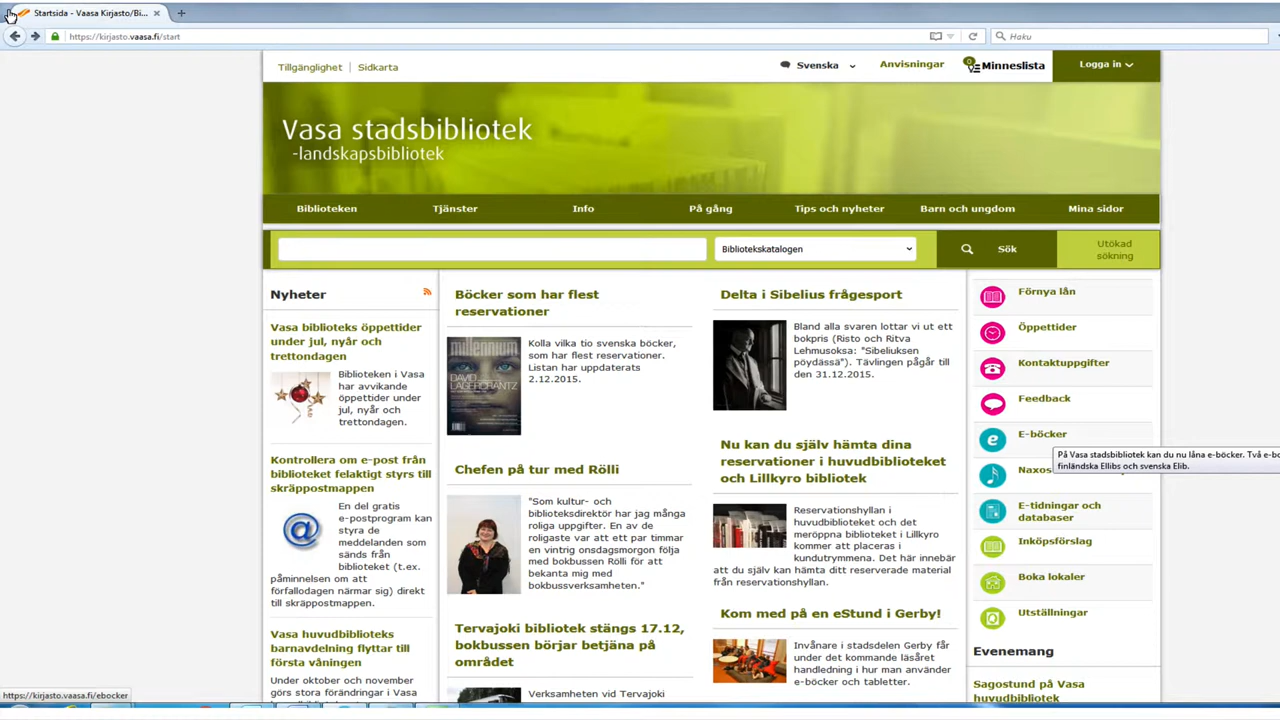 Startsida - Vaasa Kirjasto/Bi...
https://kirjasto.vaasa.fi/start
Haku
Tillgänglighet
Sidkarta
Svenska
Anvisningar
0
Minneslista
Logga in
Vasa stadsbibliotek
-landskapsbibliotek
Biblioteken
Tjänster
Info
På gång
Tips och nyheter
Barn och ungdom
Mina sidor
Bibliotekskatalogen
Sök
Utökad
sökning
Nyheter
Vasa biblioteks öppettider
under jul, nyår och
trettondagen
Biblioteken i Vasa
har avvikande
öppettider under
jul, nyår och
trettondagen.
Kontrollera om e-post från
biblioteket felaktigt styrs till
skräppostmappen
En del gratis
e-postprogram kan
styra de
meddelanden som
sänds från
biblioteket (t.ex.
påminnelsen om att
förfallodagen närmar sig) direkt
till skräppostmappen.
Vasa huvudbiblioteks
barnavdelning flyttar till
första våningen
Under oktober och november
görs stora förändringar i Vasa
Böcker som har flest
reservationer
millennium
DAVID
LAGERCRANTZ
Kolla vilka tio svenska böcker,
som har flest reservationer.
Listan har uppdaterats
2.12.2015.
Chefen på tur med Rölli
"Som kultur- och
biblioteksdirektör har jag många
roliga uppgifter. En av de
roligaste var att ett par timmar
en vintrig onsdagsmorgon följa
med bokbussen Rölli för att
bekanta mig med
bokbussverksamheten."
Tervajoki bibliotek stängs 17.12,
bokbussen börjar betjäna på
området
Verksamheten vid Tervajoki
Delta i Sibelius frågesport
Bland alla svaren lottar vi ut ett
bokpris (Risto och Ritva
Lehmusoksa: "Sibeliuksen
pöydässä"). Tävlingen pågår till
den 31.12.2015.
Nu kan du själv hämta dina
reservationer i huvudbiblioteket
och Lillkyro bibliotek
Reservationshyllan i
huvudbiblioteket och det
meröppna biblioteket i Lillkyro
kommer att placeras i
kundutrymmena. Det här innebär
att du själv kan hämta ditt reserverade material
från reservationshyllan.
Kom med på en eStund i Gerby!
Invånare i stadsdelen Gerby får
under det kommande läsåret
handledning i hur man använder
e-böcker och tabletter.
Förnya lån
Öppettider
Kontaktuppgifter
Feedback
E-böcker
På Vasa stadsbibliotek kan du nu låna e-böcker. Två e-bo
finländska Ellibs och svenska Elib.
Naxos
E-tidningar och
databaser
Inköpsförslag
Boka lokaler
Utställningar
Evenemang
Sagostund på Vasa
huvudbibliotek
https://kirjasto.vaasa.fi/ebocker